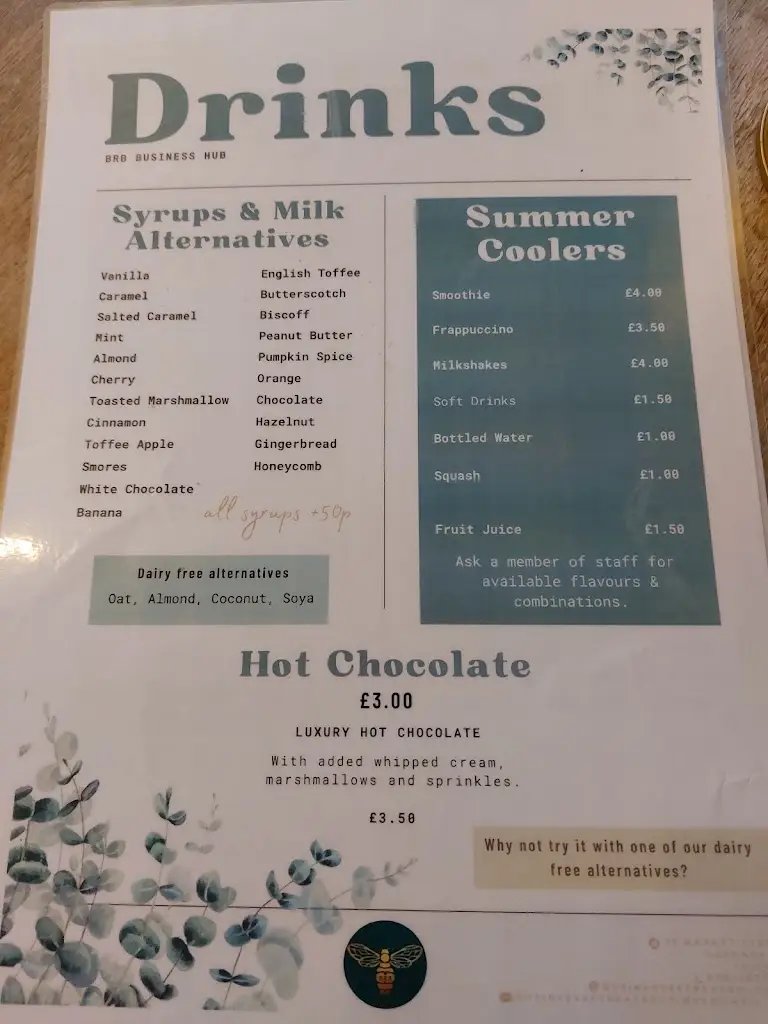 Drinks
BRB BUSINESS HUB
Syrups & Milk
Alternatives
Vanilla
Caramel
Salted Caramel
Mint
Almond
Cherry
Toasted Marshmallow
Cinnamon
Toffee Apple
Smores
White Chocolate
Banana
English Toffee
Butterscotch
Biscoff
Peanut Butter
Pumpkin Spice
Orange
Chocolate
Hazelnut
Gingerbread
Honeycomb
all syrups +50p
Dairy free alternatives
Oat, Almond, Coconut, Soya
Summer
Coolers
Smoothie £4.00
Frappuccino £3.50
Milkshakes £4.00
Soft Drinks £1.50
Bottled Water £1.00
Squash £1.00
Fruit Juice £1.50
Ask a member of staff for
available flavours &
combinations.
Hot Chocolate
£3.00
LUXURY HOT CHOCOLATE
With added whipped cream,
marshmallows and sprinkles.
£3.50
Why not try it with one of our dairy
free alternatives?